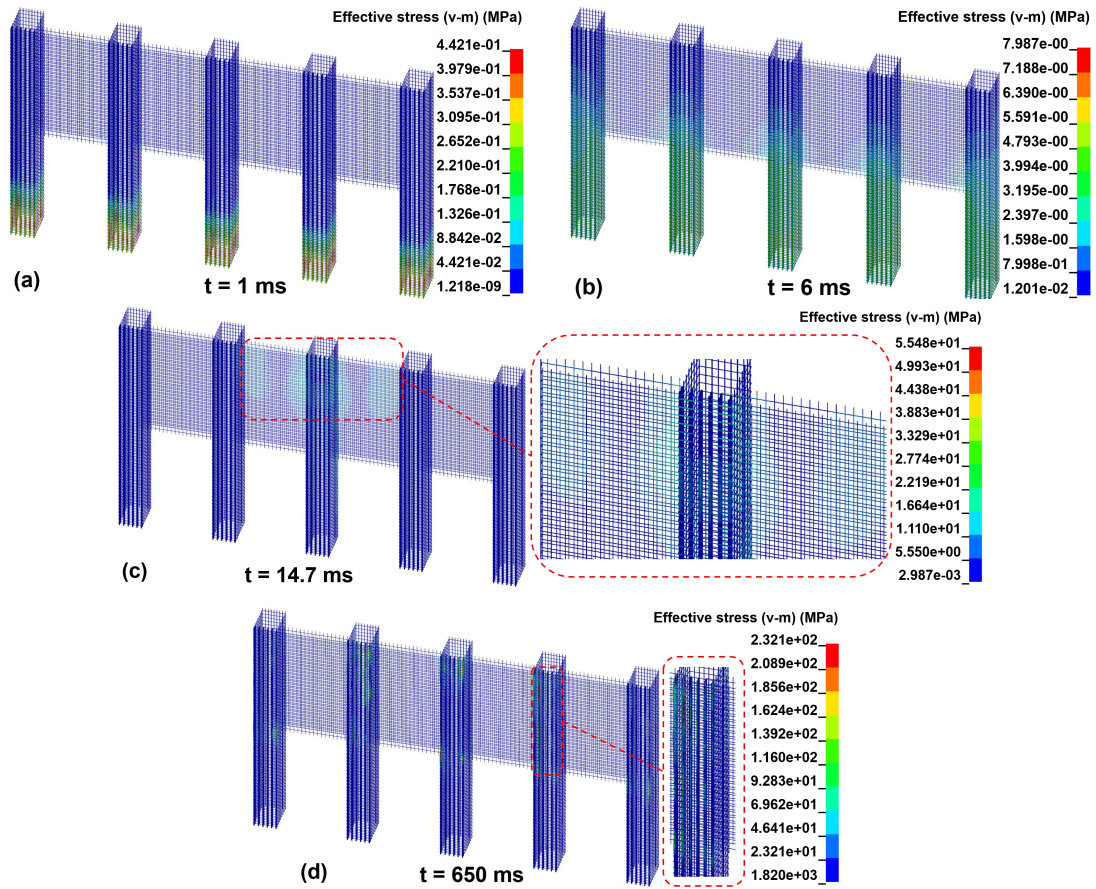 Effective stress (v-m) (MPa)
4.421e-01
3.979e-01
3.537e-01
3.095e-01
2.652e-01
2.210e-01
1.768e-01
1.326e-01
8.842e-02
4.421e-02
1.218e-09
(a)
t = 1 ms
Effective stress (v-m) (MPa)
7.987e-00
7.188e-00
6.390e-00
5.591e-00
4.793e-00
3.994e-00
3.195e-00
2.397e-00
1.598e-00
7.998e-01
1.201e-02
(b)
t = 6 ms
Effective stress (v-m) (MPa)
5.548e+01
4.993e+01
4.438e+01
3.883e+01
3.329e+01
2.774e+01
2.219e+01
1.664e+01
1.110e+01
5.550e+00
2.987e-03
(c)
t = 14.7 ms
Effective stress (v-m) (MPa)
2.321e+02
2.089e+02
1.856e+02
1.624e+02
1.392e+02
1.160e+02
9.283e+01
6.962e+01
4.641e+01
2.321e+01
1.820e+03
(d)
t = 650 ms